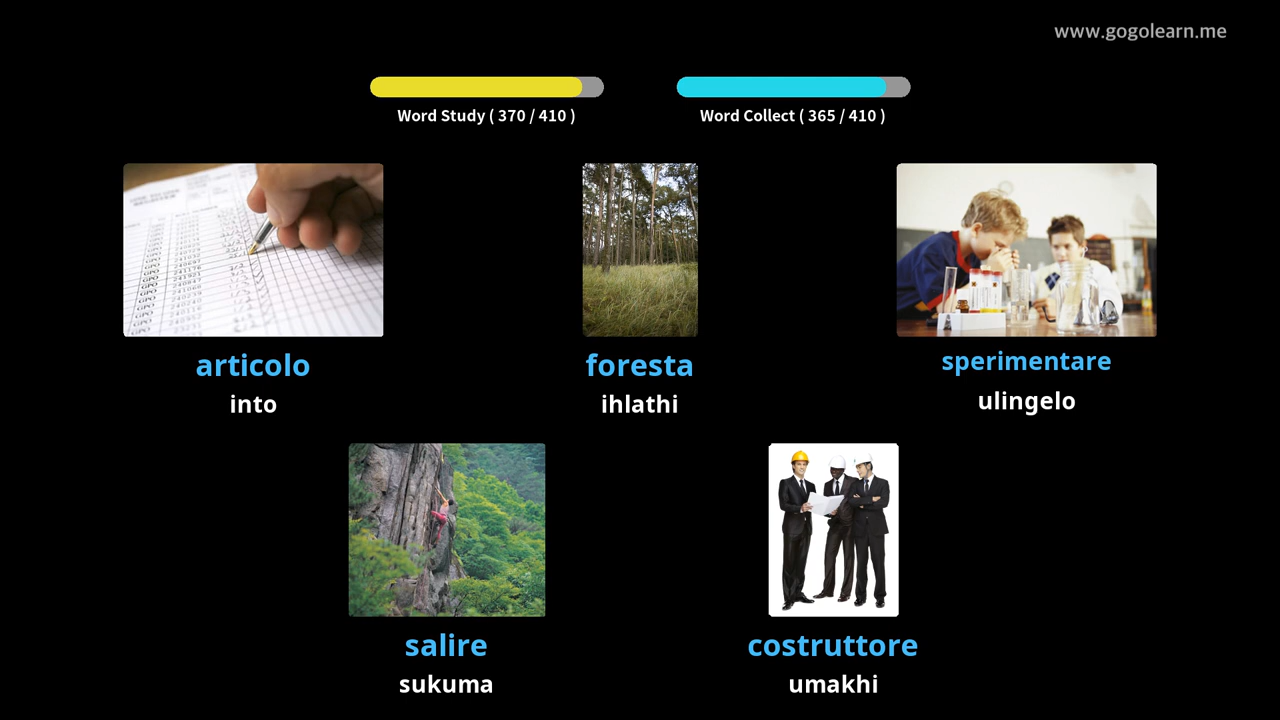 www.gogolearn.me
Word Study ( 370 / 410 )
Word Collect ( 365 / 410 )
articolo
into
foresta
ihlathi
sperimentare
ulingelo
salire
sukuma
costruttore
umakhi